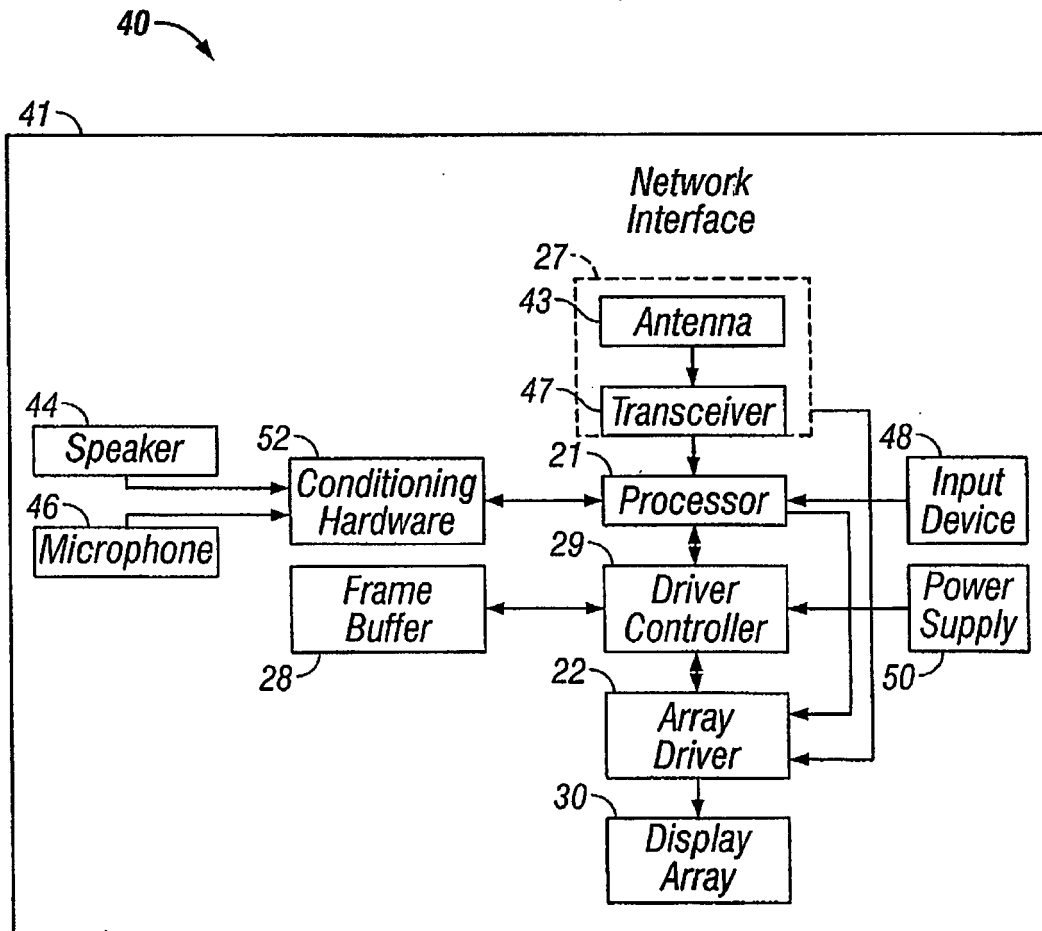 40
41
Network
Interface
27
43
Antenna
47
Transceiver
44
Speaker
52
Conditioning
Hardware
21
Processor
48
Input
Device
46
Microphone
29
Driver
Controller
Frame
Buffer
28
Power
Supply
50
22
Array
Driver
30
Display
Array